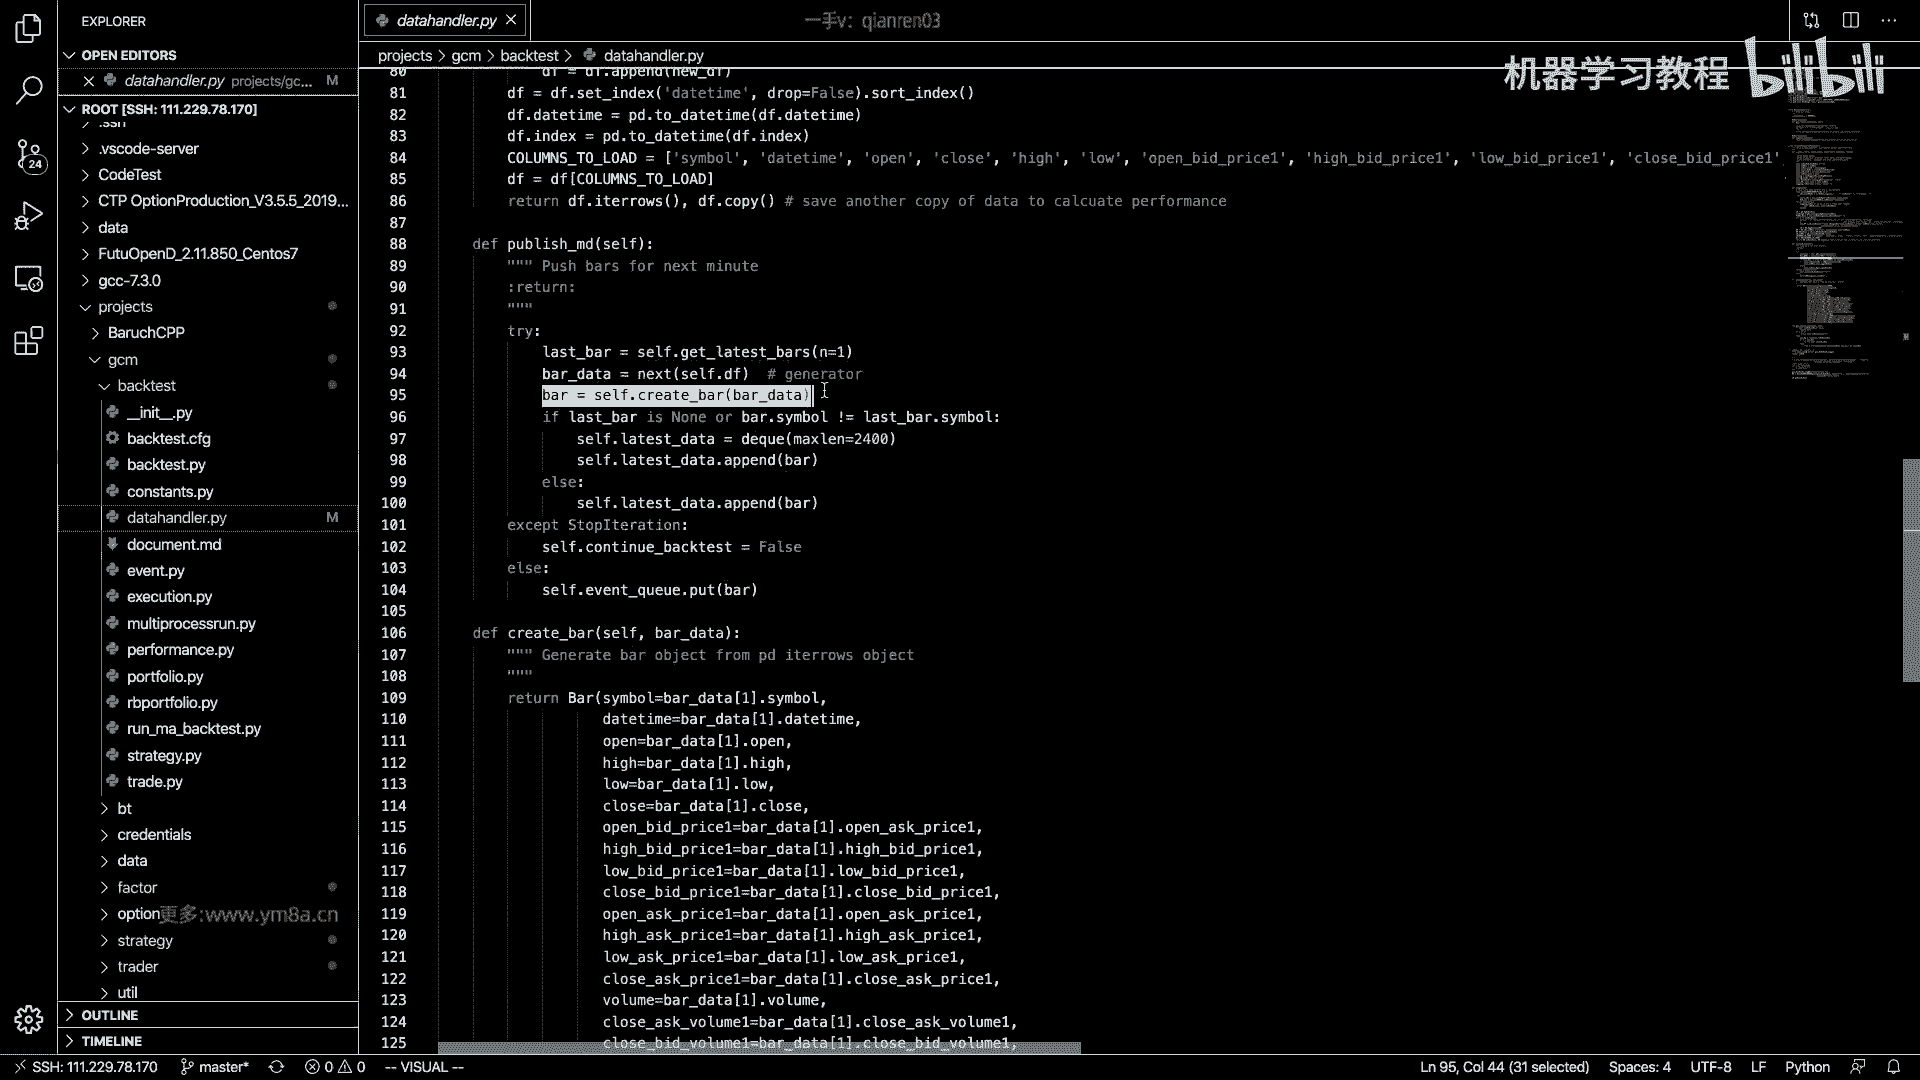 EXPLORER
OPEN EDITORS
datahandler.py projects/gc... M
ROOT [SSH: 111.229.78.170]
.ssh
.vscode-server
CodeTest
CTP OptionProduction_V3.5.5_2019...
data
FutuOpenD_2.11.850_Centos7
gcc-7.3.0
projects
BaruchCPP
gcm
backtest
__init__.py
backtest.cfg
backtest.py
constants.py
datahandler.py M
document.md
event.py
execution.py
multiprocessrun.py
performance.py
portfolio.py
rbportfolio.py
run_ma_backtest.py
strategy.py
trade.py
bt
credentials
data
factor
option
更多:www.ym8a.cn
strategy
trader
util
OUTLINE
TIMELINE
24
datahandler.py
一手v: qianren03
机器学习教程 bilibili
projects > gcm > backtest > datahandler.py
80 df = df.append(new_df)
81 df = df.set_index('datetime', drop=False).sort_index()
82 df.datetime = pd.to_datetime(df.datetime)
83 df.index = pd.to_datetime(df.index)
84 COLUMNS_TO_LOAD = ['symbol', 'datetime', 'open', 'close', 'high', 'low', 'open_bid_price1', 'high_bid_price1', 'low_bid_price1', 'close_bid_price1',
85 df = df[COLUMNS_TO_LOAD]
86 return df.iterrows(), df.copy() # save another copy of data to calcuate performance
87
88 def publish_md(self):
89 """ Push bars for next minute
90 :return:
91 """
92 try:
93 last_bar = self.get_latest_bars(n=1)
94 bar_data = next(self.df) # generator
95 bar = self.create_bar(bar_data)
96 if last_bar is None or bar.symbol != last_bar.symbol:
97 self.latest_data = deque(maxlen=2400)
98 self.latest_data.append(bar)
99 else:
100 self.latest_data.append(bar)
101 except StopIteration:
102 self.continue_backtest = False
103 else:
104 self.event_queue.put(bar)
105
106 def create_bar(self, bar_data):
107 """ Generate bar object from pd iterrows object
108 """
109 return Bar(symbol=bar_data[1].symbol,
110 datetime=bar_data[1].datetime,
111 open=bar_data[1].open,
112 high=bar_data[1].high,
113 low=bar_data[1].low,
114 close=bar_data[1].close,
115 open_bid_price1=bar_data[1].open_ask_price1,
116 high_bid_price1=bar_data[1].high_bid_price1,
117 low_bid_price1=bar_data[1].low_bid_price1,
118 close_bid_price1=bar_data[1].close_bid_price1,
119 open_ask_price1=bar_data[1].open_ask_price1,
120 high_ask_price1=bar_data[1].high_ask_price1,
121 low_ask_price1=bar_data[1].low_ask_price1,
122 close_ask_price1=bar_data[1].close_ask_price1,
123 volume=bar_data[1].volume,
124 close_ask_volume1=bar_data[1].close_ask_volume1,
125 close_bid_volume1=bar_data[1].close_bid_volume1,
SSH: 111.229.78.170 master* 0 0 -- VISUAL -- Ln 95, Col 44 (31 selected) Spaces: 4 UTF-8 LF Python